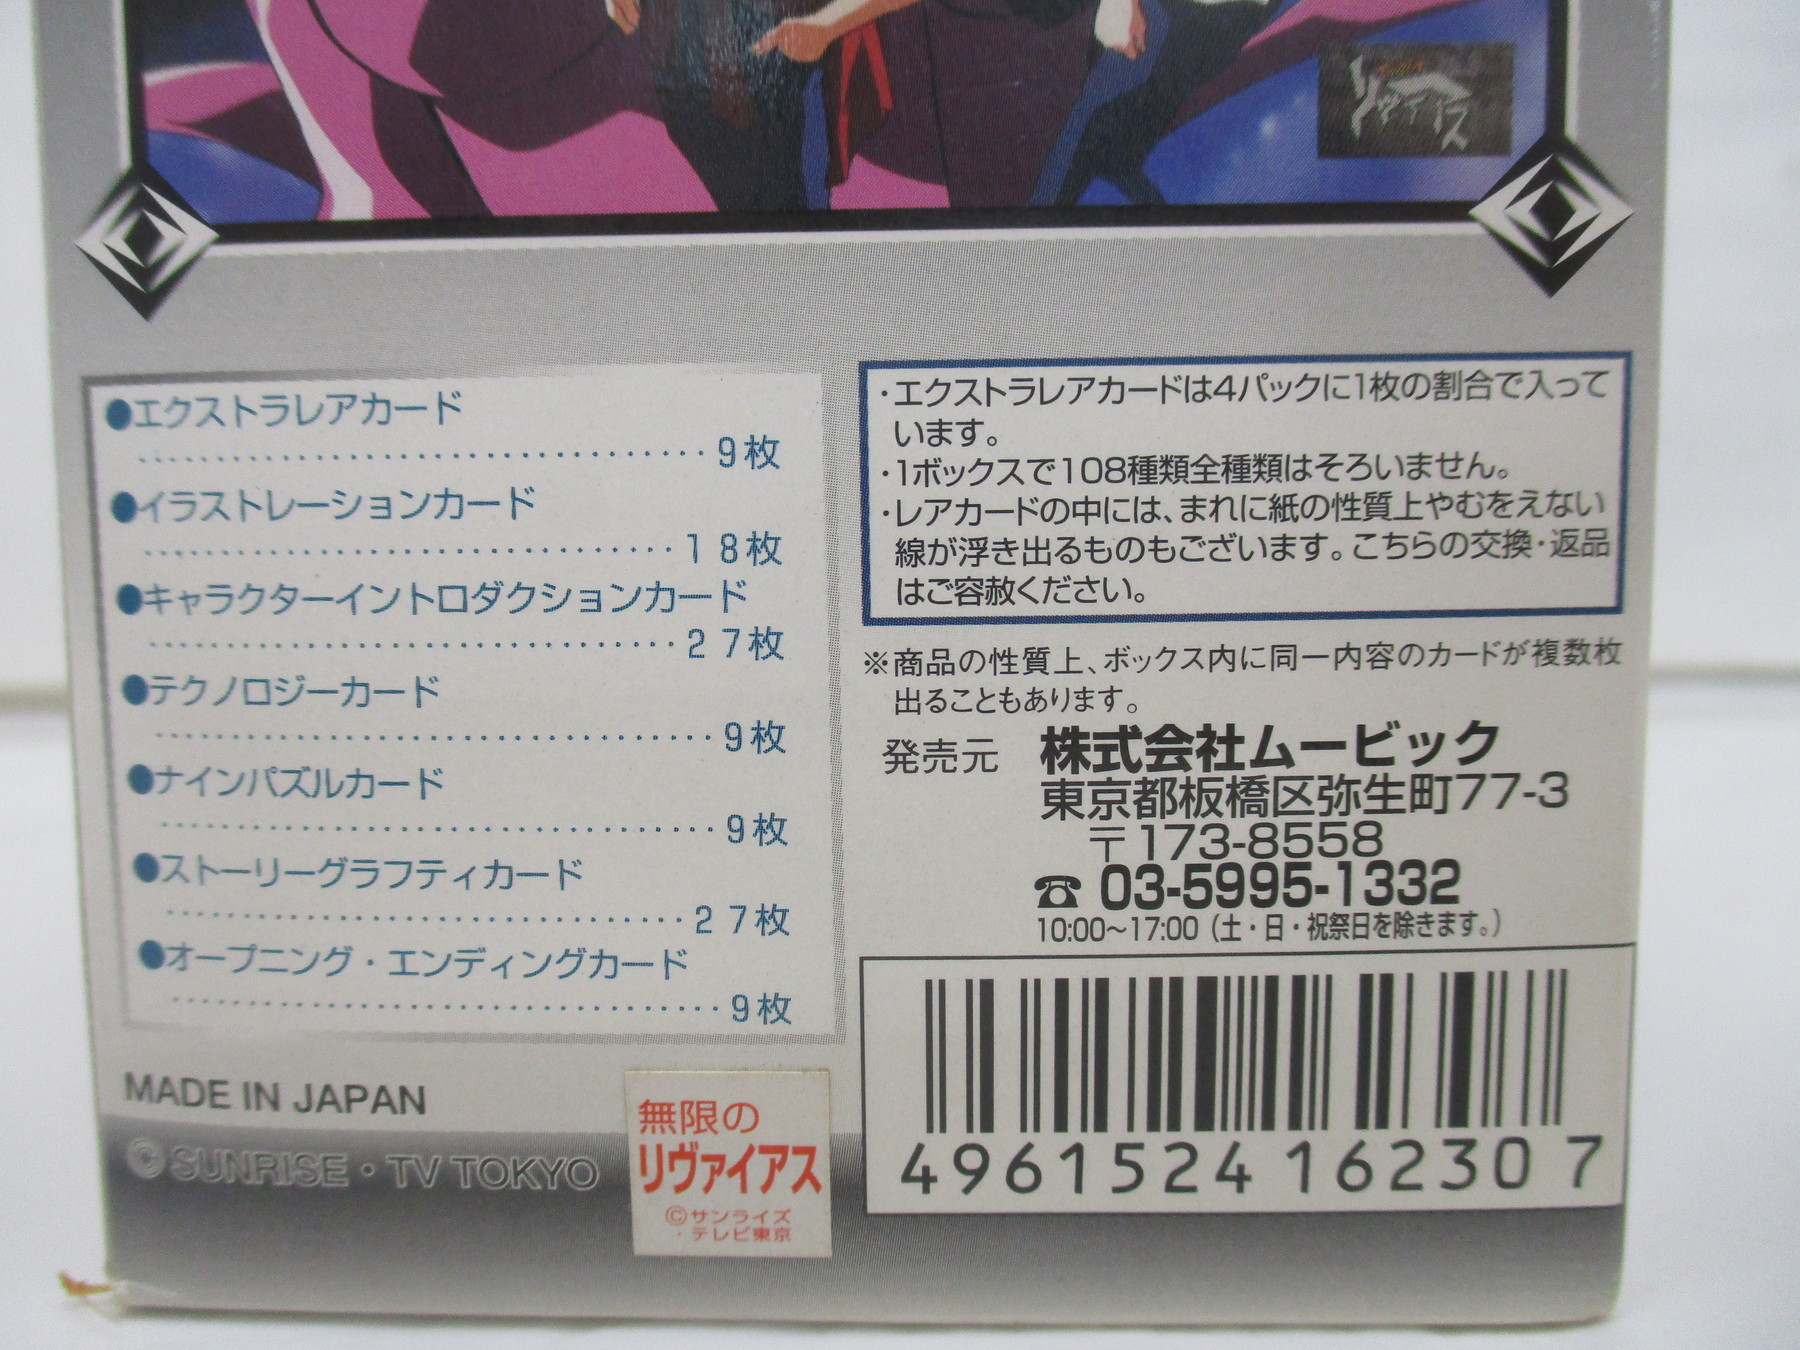 リヴァイアス
●エクストラレアカード
9枚
●イラストレーションカード
18枚
●キャラクターイントロダクションカード
27枚
●テクノロジーカード
9枚
●ナインパズルカード
9枚
●ストーリーグラフティカード
27枚
●オープニング・エンディングカード
9枚
MADE IN JAPAN
©SUNRISE・TV TOKYO
無限の
リヴァイアス
©サンライズ
・テレビ東京
・エクストラレアカードは4パックに1枚の割合で入って
います。
・1ボックスで108種類全種類はそろいません。
・レアカードの中には、まれに紙の性質上やむをえない
線が浮き出るものもございます。こちらの交換・返品
はご容赦ください。
※商品の性質上、ボックス内に同一内容のカードが複数枚
出ることもあります。
発売元 株式会社ムービック
東京都板橋区弥生町77-3
〒173-8558
☎ 03-5995-1332
10:00〜17:00（土・日・祝祭日を除きます。）
4961524162307